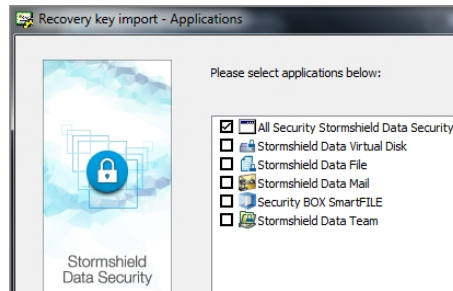 Recovery key import - Applications
Please select applications below:
All Security Stormshield Data Security
Stormshield Data Virtual Disk
Stormshield Data File
Stormshield Data Mail
Security BOX SmartFILE
Stormshield Data Team
Stormshield
Data Security